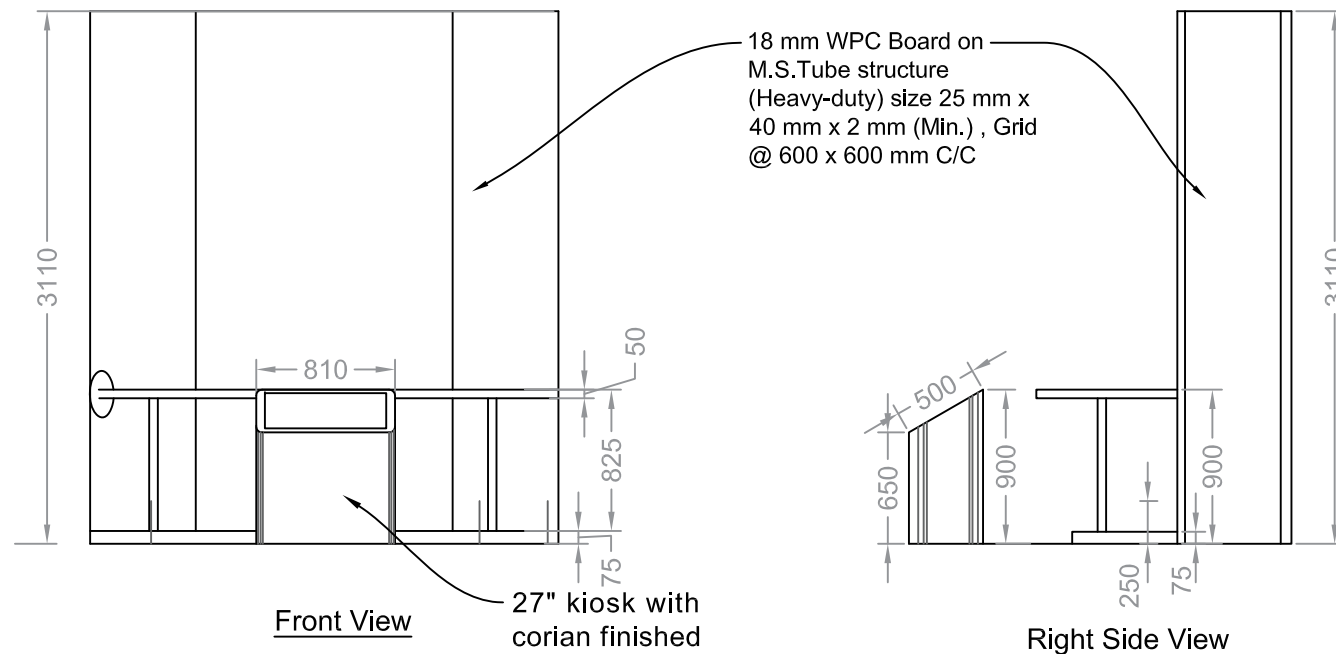 18 mm WPC Board on
M.S.Tube structure
(Heavy-duty) size 25 mm x
40 mm x 2 mm (Min.) , Grid
@ 600 x 600 mm C/C
3110
3110
50
810
500
825
650
900
900
75
250
75
27" kiosk with
corian finished
Front View
Right Side View